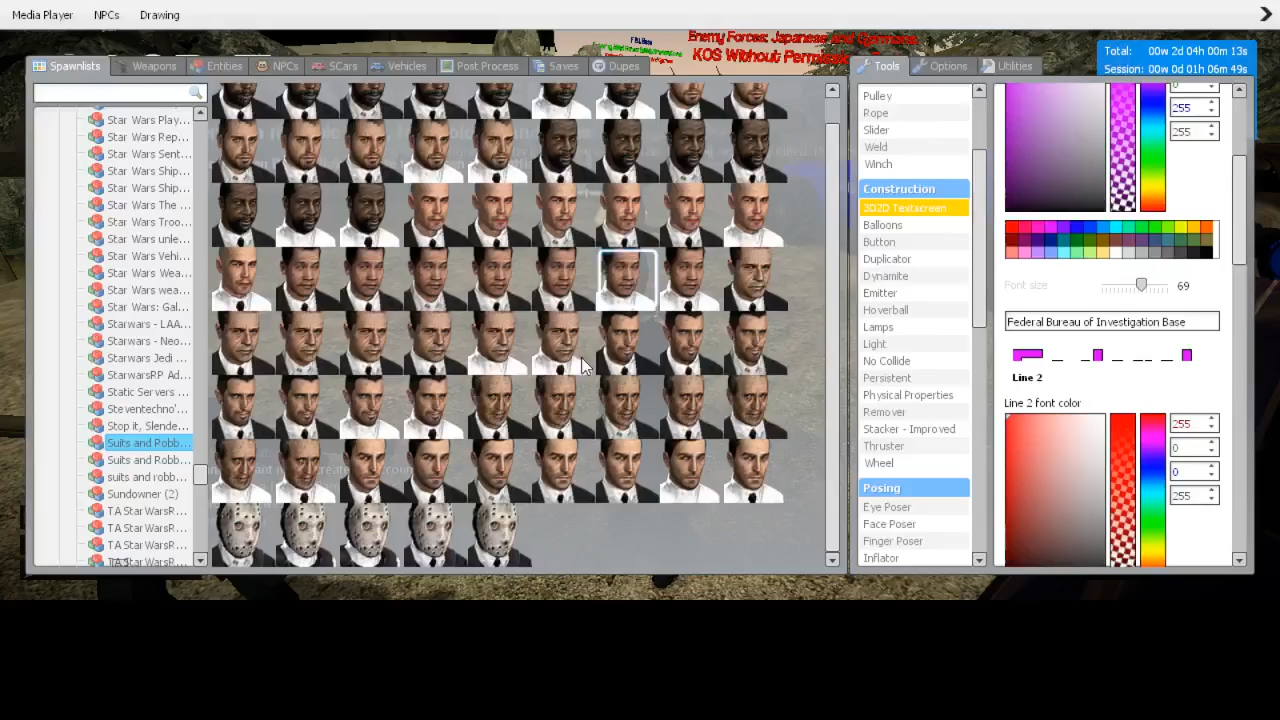 Media Player NPCs Drawing
Enemy Forces: Japanese and Germans
KOS Without Permission
Total: 00w 2d 04h 00m 13s
Session: 00w 0d 01h 06m 49s
Spawnlists Weapons Entities NPCs SCars Vehicles Post Process Saves Dupes
Tools Options Utilities
Star Wars Play...
Star Wars Rep...
Star Wars Sent...
Star Wars Ship...
Star Wars Ship...
Star Wars The ...
Star Wars Troo...
Star Wars unle...
Star Wars Vehi...
Star Wars Wea...
Star Wars wea...
Star Wars: Gal...
Starwars - LAA...
Starwars - Neo...
Starwars Jedi ...
StarwarsRP Ad...
Static Servers ...
Steventechno'...
Stop it, Slende...
Suits and Robb...
Suits and Robb...
suits and robb...
Sundowner (2)
TA StarWarsR...
TA StarWarsR...
TA StarWarsR...
TA StarWarsR...
Pulley
Rope
Slider
Weld
Winch
Construction
3D2D Textscreen
Balloons
Button
Duplicator
Dynamite
Emitter
Hoverball
Lamps
Light
No Collide
Persistent
Physical Properties
Remover
Stacker - Improved
Thruster
Wheel
Posing
Eye Poser
Face Poser
Finger Poser
Inflator
0
255
255
Font size 69
Federal Bureau of Investigation Base
Line 2
Line 2 font color
255
0
0
255